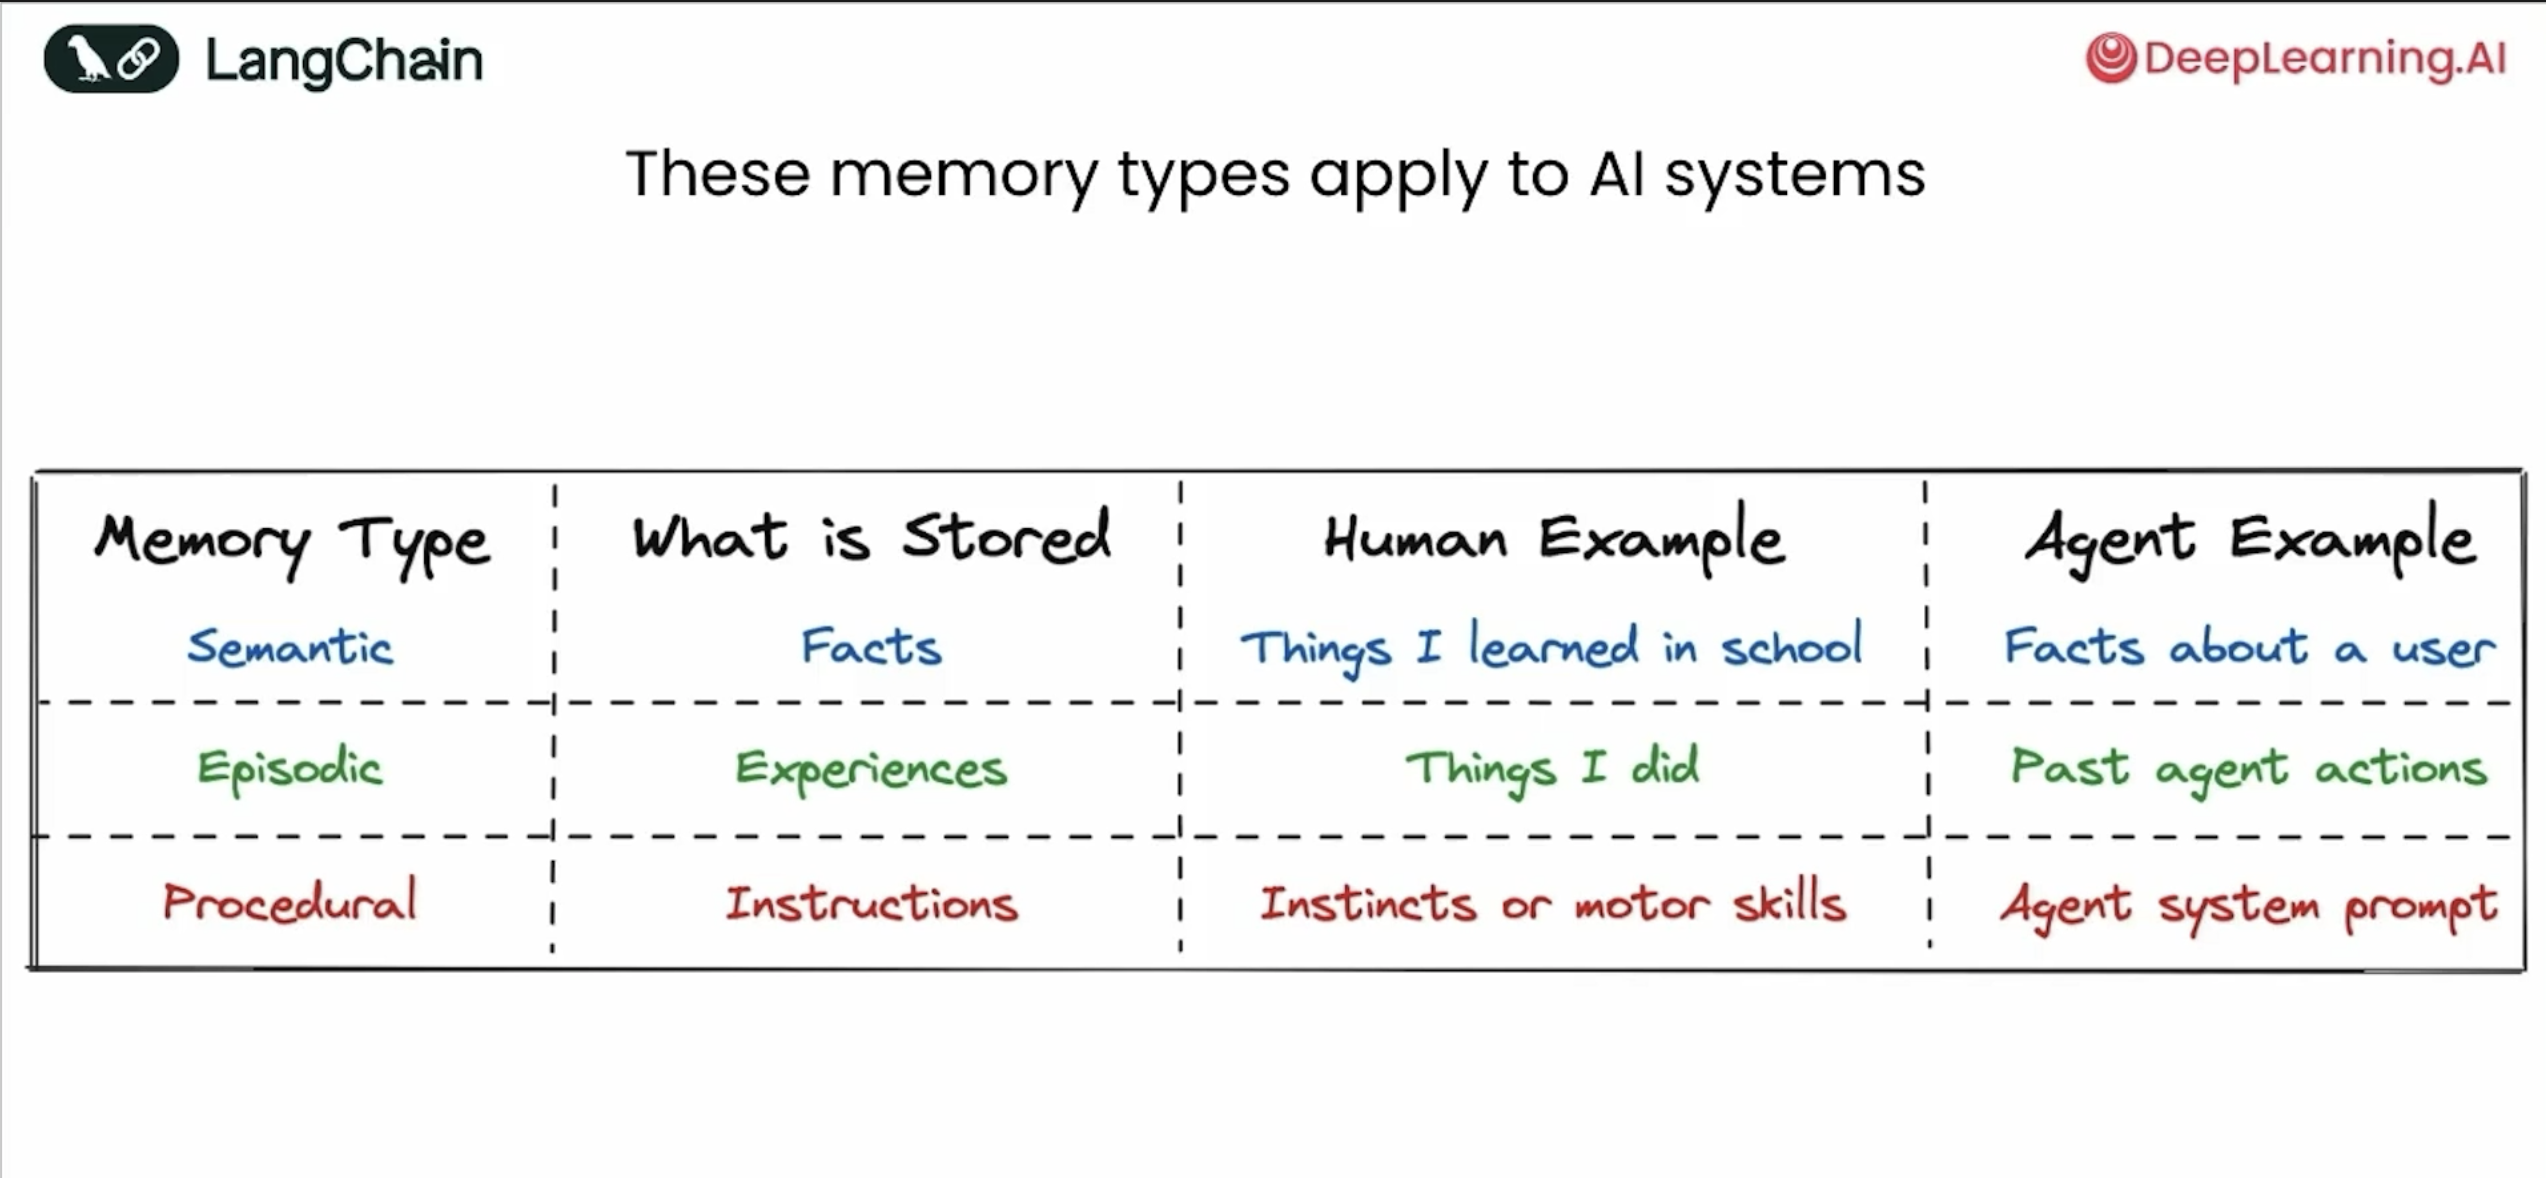 LangChain
DeepLearning.AI
These memory types apply to AI systems
Memory Type What is Stored Human Example Agent Example
Semantic Facts Things I learned in school Facts about a user
Episodic Experiences Things I did Past agent actions
Procedural Instructions Instincts or motor skills Agent system prompt